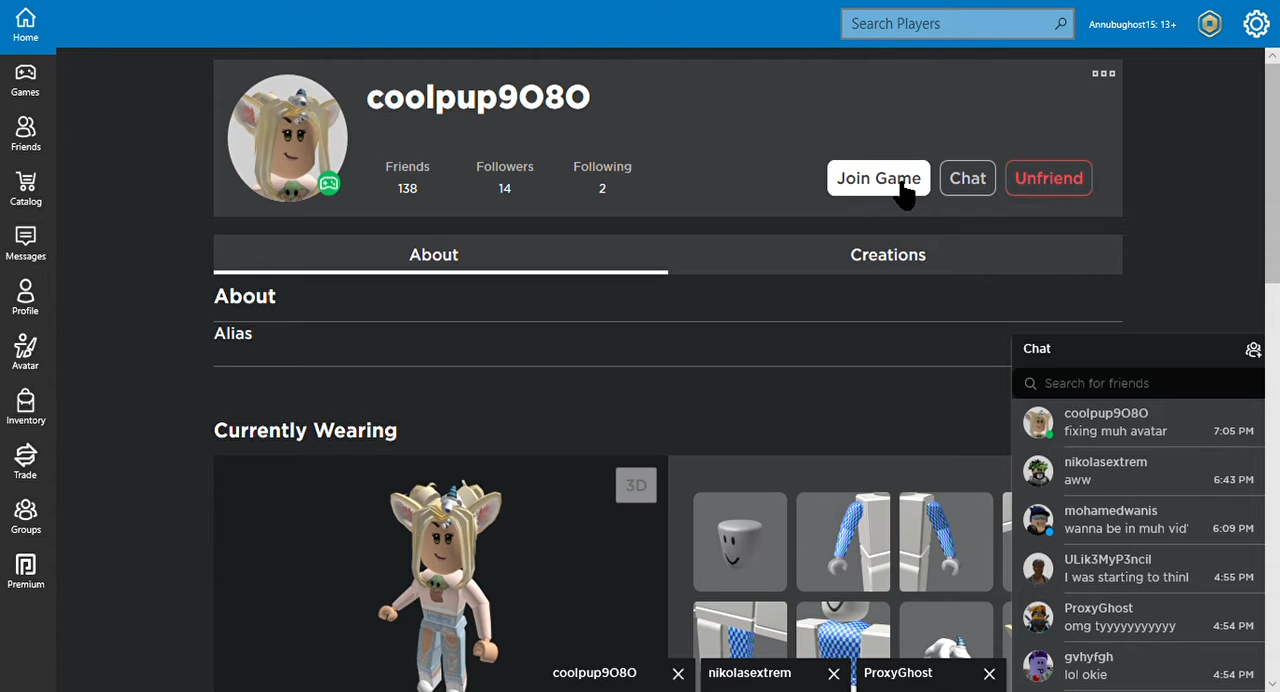 Home
Search Players
Annubughost15: 13+
Games
Friends
Catalog
Messages
Profile
Avatar
Inventory
Trade
Groups
Premium
coolpup9080
Friends
Followers
Following
138
14
2
Join Game
Chat
Unfriend
About
Creations
About
Alias
Currently Wearing
3D
Chat
Search for friends
coolpup9080
fixing muh avatar
7:05 PM
nikolasextrem
aww
6:43 PM
mohamedwanis
wanna be in muh vid
6:09 PM
ULik3MyP3ncil
I was starting to thinl
4:55 PM
ProxyGhost
omg tyyyyyyyyyy
4:54 PM
gvhyfgh
lol okie
4:54 PM
coolpup9080
nikolasextrem
ProxyGhost